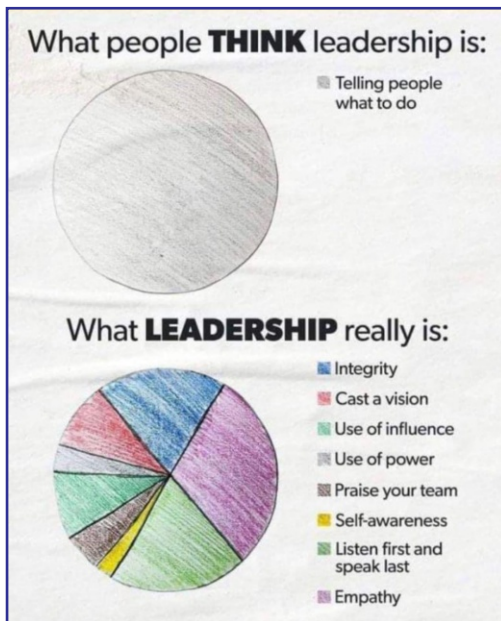 What people THINK leadership is:
Telling people
what to do
What LEADERSHIP really is:
Integrity
Cast a vision
Use of influence
Use of power
Praise your team
Self-awareness
Listen first and
speak last
Empathy